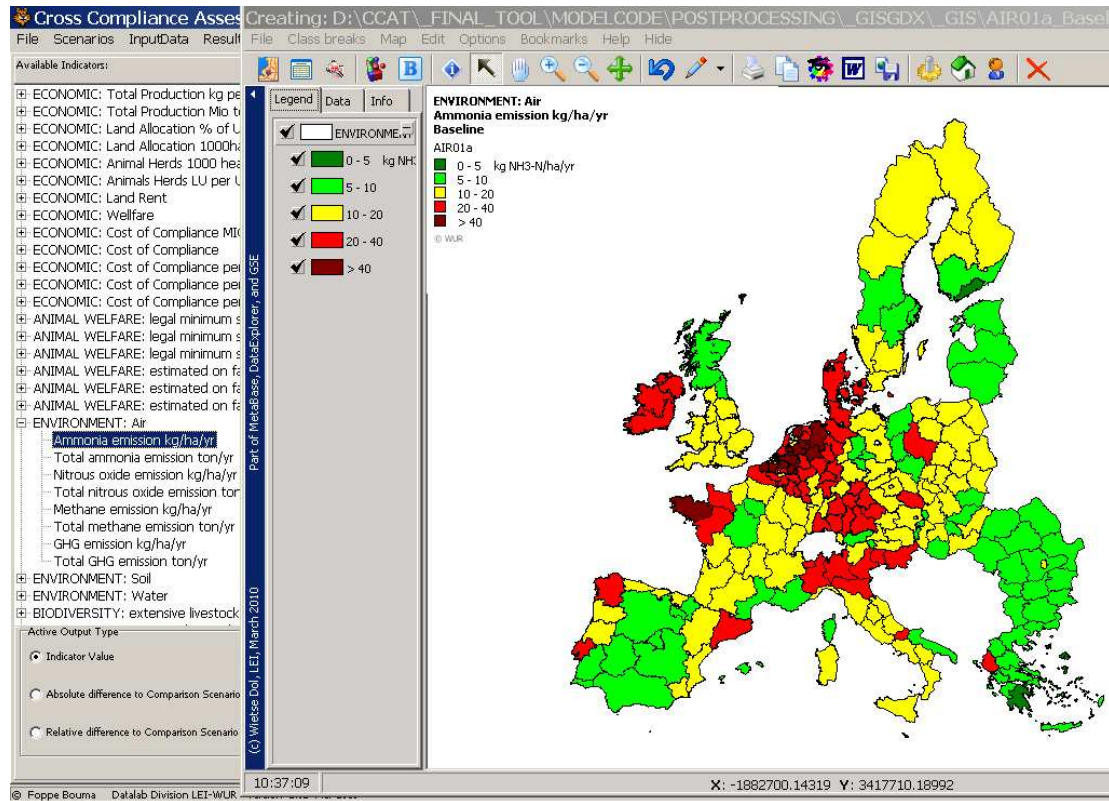 Cross Compliance Asses
File Scenarios InputData Result
Available Indicators:
ECONOMIC: Total Production kg pe
ECONOMIC: Total Production Mio t
ECONOMIC: Land Allocation % of U
ECONOMIC: Land Allocation 1000h
ECONOMIC: Animal Herds 1000 hea
ECONOMIC: Animals Herds LU per U
ECONOMIC: Land Rent
ECONOMIC: Wellfare
ECONOMIC: Cost of Compliance MI
ECONOMIC: Cost of Compliance
ECONOMIC: Cost of Compliance per
ECONOMIC: Cost of Compliance per
ECONOMIC: Cost of Compliance per
ANIMAL WELFARE: legal minimum s
ANIMAL WELFARE: legal minimum s
ANIMAL WELFARE: legal minimum s
ANIMAL WELFARE: estimated on fa
ANIMAL WELFARE: estimated on fa
ANIMAL WELFARE: estimated on fa
ENVIRONMENT: Air
Ammonia emission kg/ha/yr
Total ammonia emission ton/yr
Nitrous oxide emission kg/ha/yr
Total nitrous oxide emission ton
Methane emission kg/ha/yr
Total methane emission ton/yr
GHG emission kg/ha/yr
Total GHG emission ton/yr
ENVIRONMENT: Soil
ENVIRONMENT: Water
BIODIVERSITY: extensive livestock
Active Output Type
Indicator Value
Absolute difference to Comparison Scenario
Relative difference to Comparison Scenario
© Foppe Bouma Datalab Division LEI-WUR
Creating: D:\CCAT\_FINAL_TOOL\MODELCODE\POSTPROCESSING\_GISGDX\_GIS\AIR01a_Basel
File Class breaks Map Edit Options Bookmarks Help Hide
Legend Data Info
ENVIRONME
0 - 5 kg NH3
5 - 10
10 - 20
20 - 40
> 40
(c) Wietse Dol, LEI, March 2010 Part of MetaBase, DataExplorer, and GSE
ENVIRONMENT: Air
Ammonia emission kg/ha/yr
Baseline
AIR01a
0 - 5 kg NH3-N/ha/yr
5 - 10
10 - 20
20 - 40
> 40
© WUR
10:37:09
X: -1882700.14319 Y: 3417710.18992